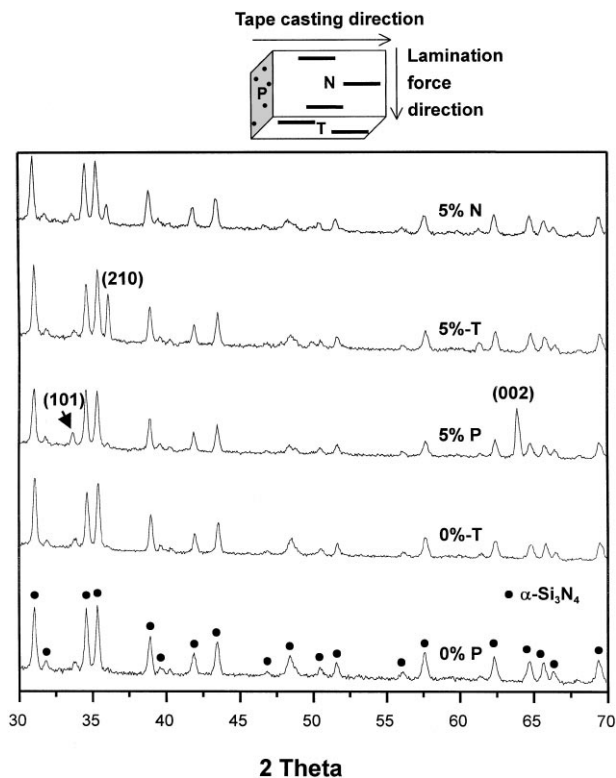 Tape casting direction
Lamination
force
direction
P
N
T
5% N
(210)
5%-T
(101)
(002)
5% P
0%-T
α-Si₃N₄
0% P
30 35 40 45 50 55 60 65 70
2 Theta